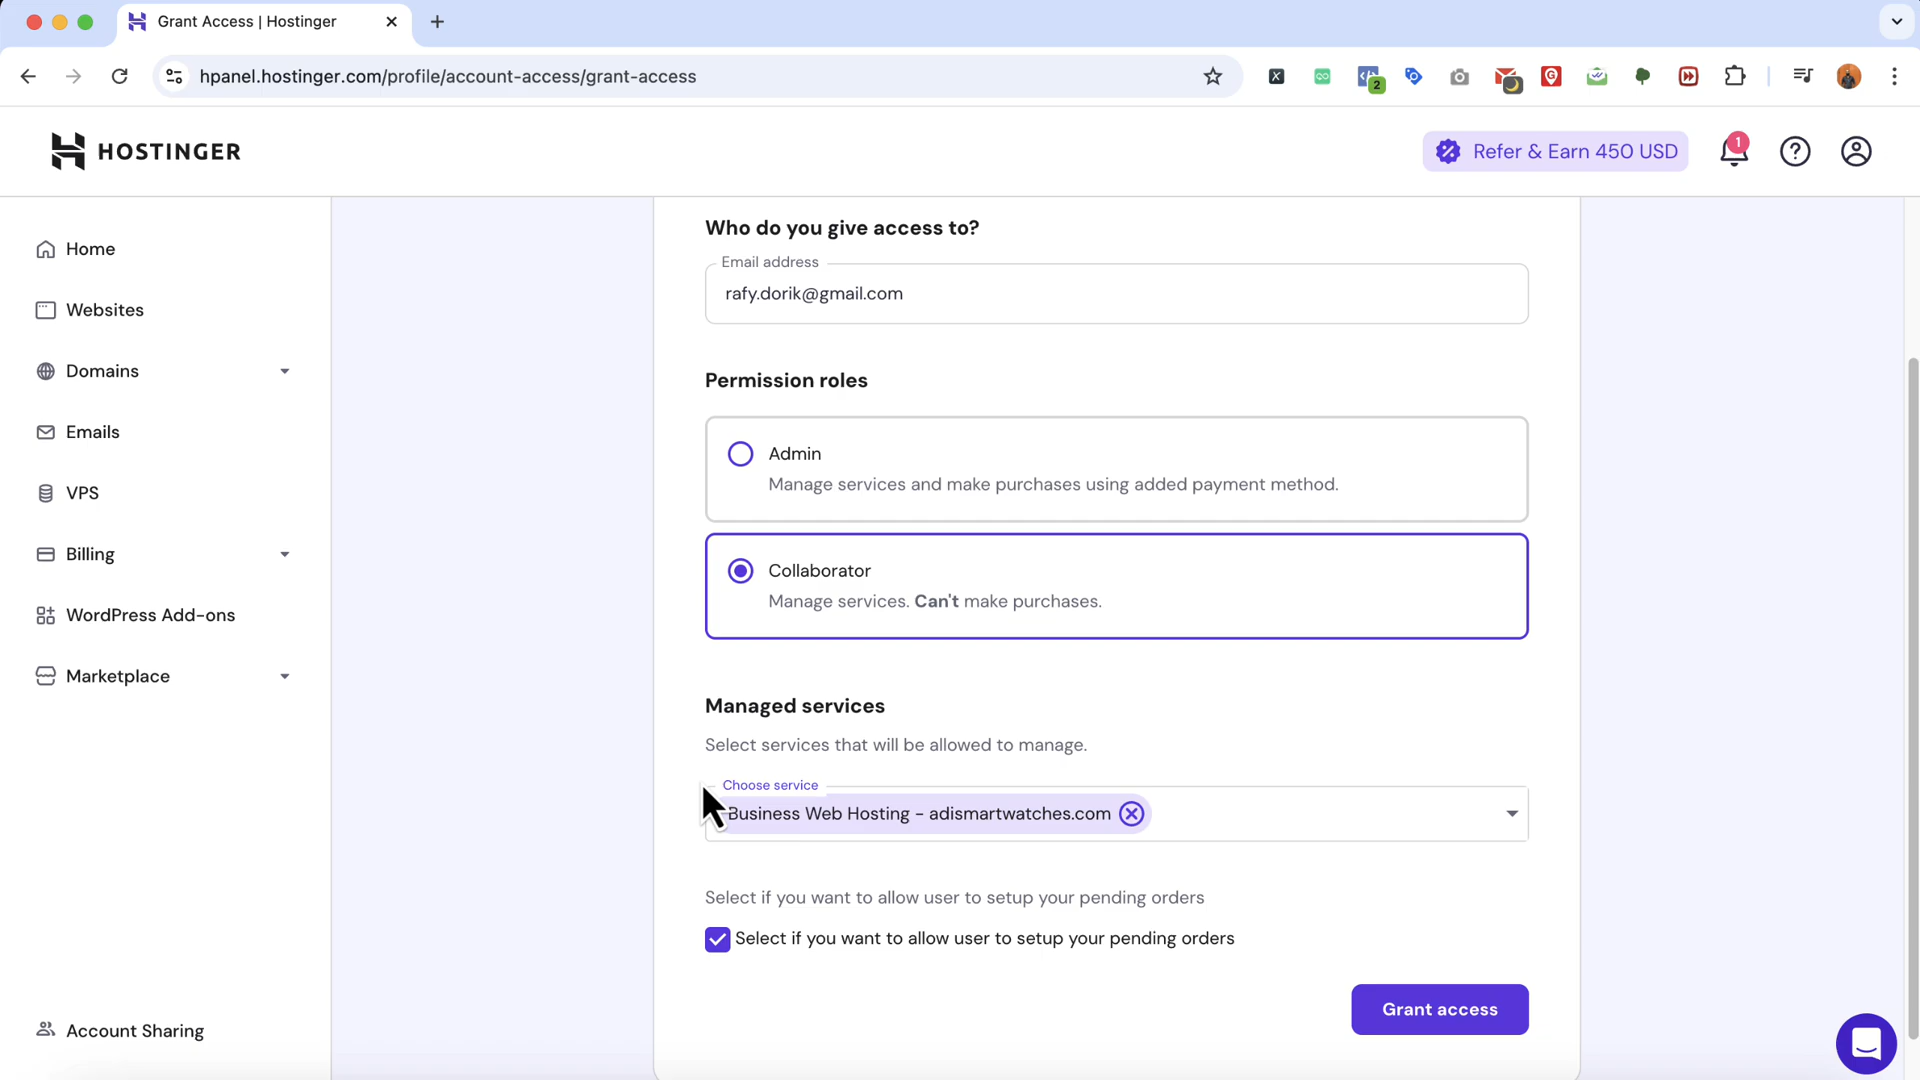 Grant Access | Hostinger
hpanel.hostinger.com/profile/account-access/grant-access
2
HOSTINGER
Refer & Earn 450 USD
1
Home
Websites
Domains
Emails
VPS
Billing
WordPress Add-ons
Marketplace
Account Sharing
Who do you give access to?
Email address
rafy.dorik@gmail.com
Permission roles
Admin
Manage services and make purchases using added payment method.
Collaborator
Manage services. Can't make purchases.
Managed services
Select services that will be allowed to manage.
Choose service
Business Web Hosting - adismartwatches.com
Select if you want to allow user to setup your pending orders
Select if you want to allow user to setup your pending orders
Grant access